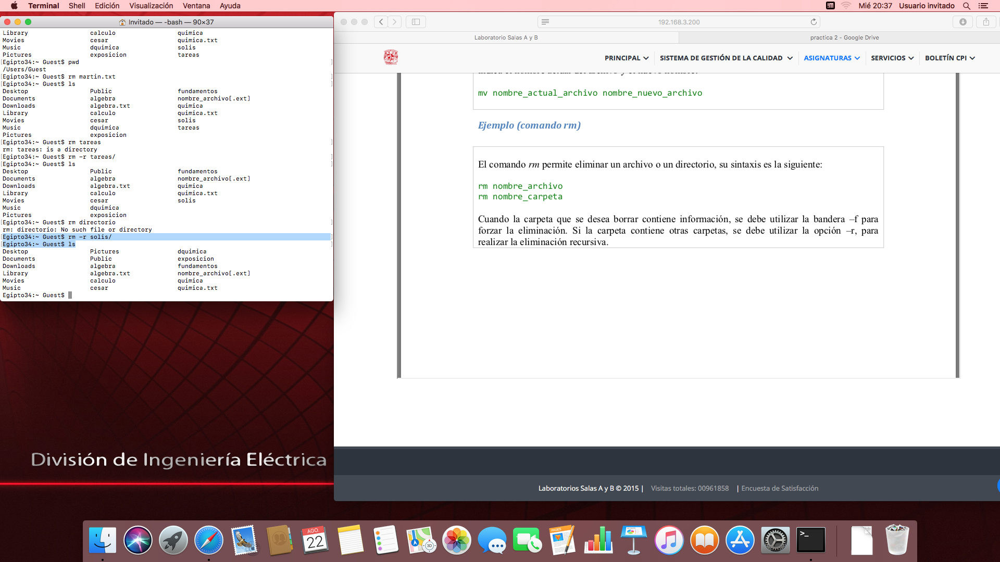 Terminal Shell Edición Visualización Ventana Ayuda
Mié 20:37 Usuario invitado
Invitado — -bash — 90×37
Library calculo quimica
Movies cesar quimica.txt
Music dquimica solis
Pictures exposicion tareas
[Egipto34:~ Guest$ pwd ]
/Users/Guest
[Egipto34:~ Guest$ rm martin.txt ]
[Egipto34:~ Guest$ ls ]
Desktop Public fundamentos
Documents algebra nombre_archivo[.ext]
Downloads algebra.txt quimica
Library calculo quimica.txt
Movies cesar solis
Music dquimica tareas
Pictures exposicion
[Egipto34:~ Guest$ rm tareas ]
rm: tareas: is a directory
[Egipto34:~ Guest$ rm -r tareas/ ]
[Egipto34:~ Guest$ ls ]
Desktop Public fundamentos
Documents algebra nombre_archivo[.ext]
Downloads algebra.txt quimica
Library calculo quimica.txt
Movies cesar solis
Music dquimica
Pictures exposicion
[Egipto34:~ Guest$ rm directorio ]
rm: directorio: No such file or directory
[Egipto34:~ Guest$ rm -r solis/ ]
[Egipto34:~ Guest$ ls ]
Desktop Pictures dquimica
Documents Public exposicion
Downloads algebra fundamentos
Library algebra.txt nombre_archivo[.ext]
Movies calculo quimica
Music cesar quimica.txt
Egipto34:~ Guest$
192.168.3.200
Laboratorio Salas A y B
practica 2 - Google Drive
PRINCIPAL SISTEMA DE GESTIÓN DE LA CALIDAD ASIGNATURAS SERVICIOS BOLETÍN CPI
mv nombre_actual_archivo nombre_nuevo_archivo
Ejemplo (comando rm)
El comando rm permite eliminar un archivo o un directorio, su sintaxis es la siguiente:
rm nombre_archivo
rm nombre_carpeta
Cuando la carpeta que se desea borrar contiene información, se debe utilizar la bandera –f para
forzar la eliminación. Si la carpeta contiene otras carpetas, se debe utilizar la opción –r, para
realizar la eliminación recursiva.
Laboratorios Salas A y B © 2015 | Visitas totales: 00961858 | Encuesta de Satisfacción
División de Ingeniería Eléctrica
AGO.
22
3D
PAGES
>_